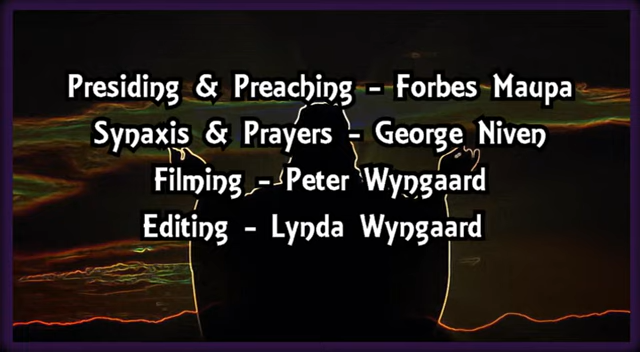 Presiding & Preaching - Forbes Maupa
Synaxis & Prayers - George Niven
Filming - Peter Wyngaard
Editing - Lynda Wyngaard